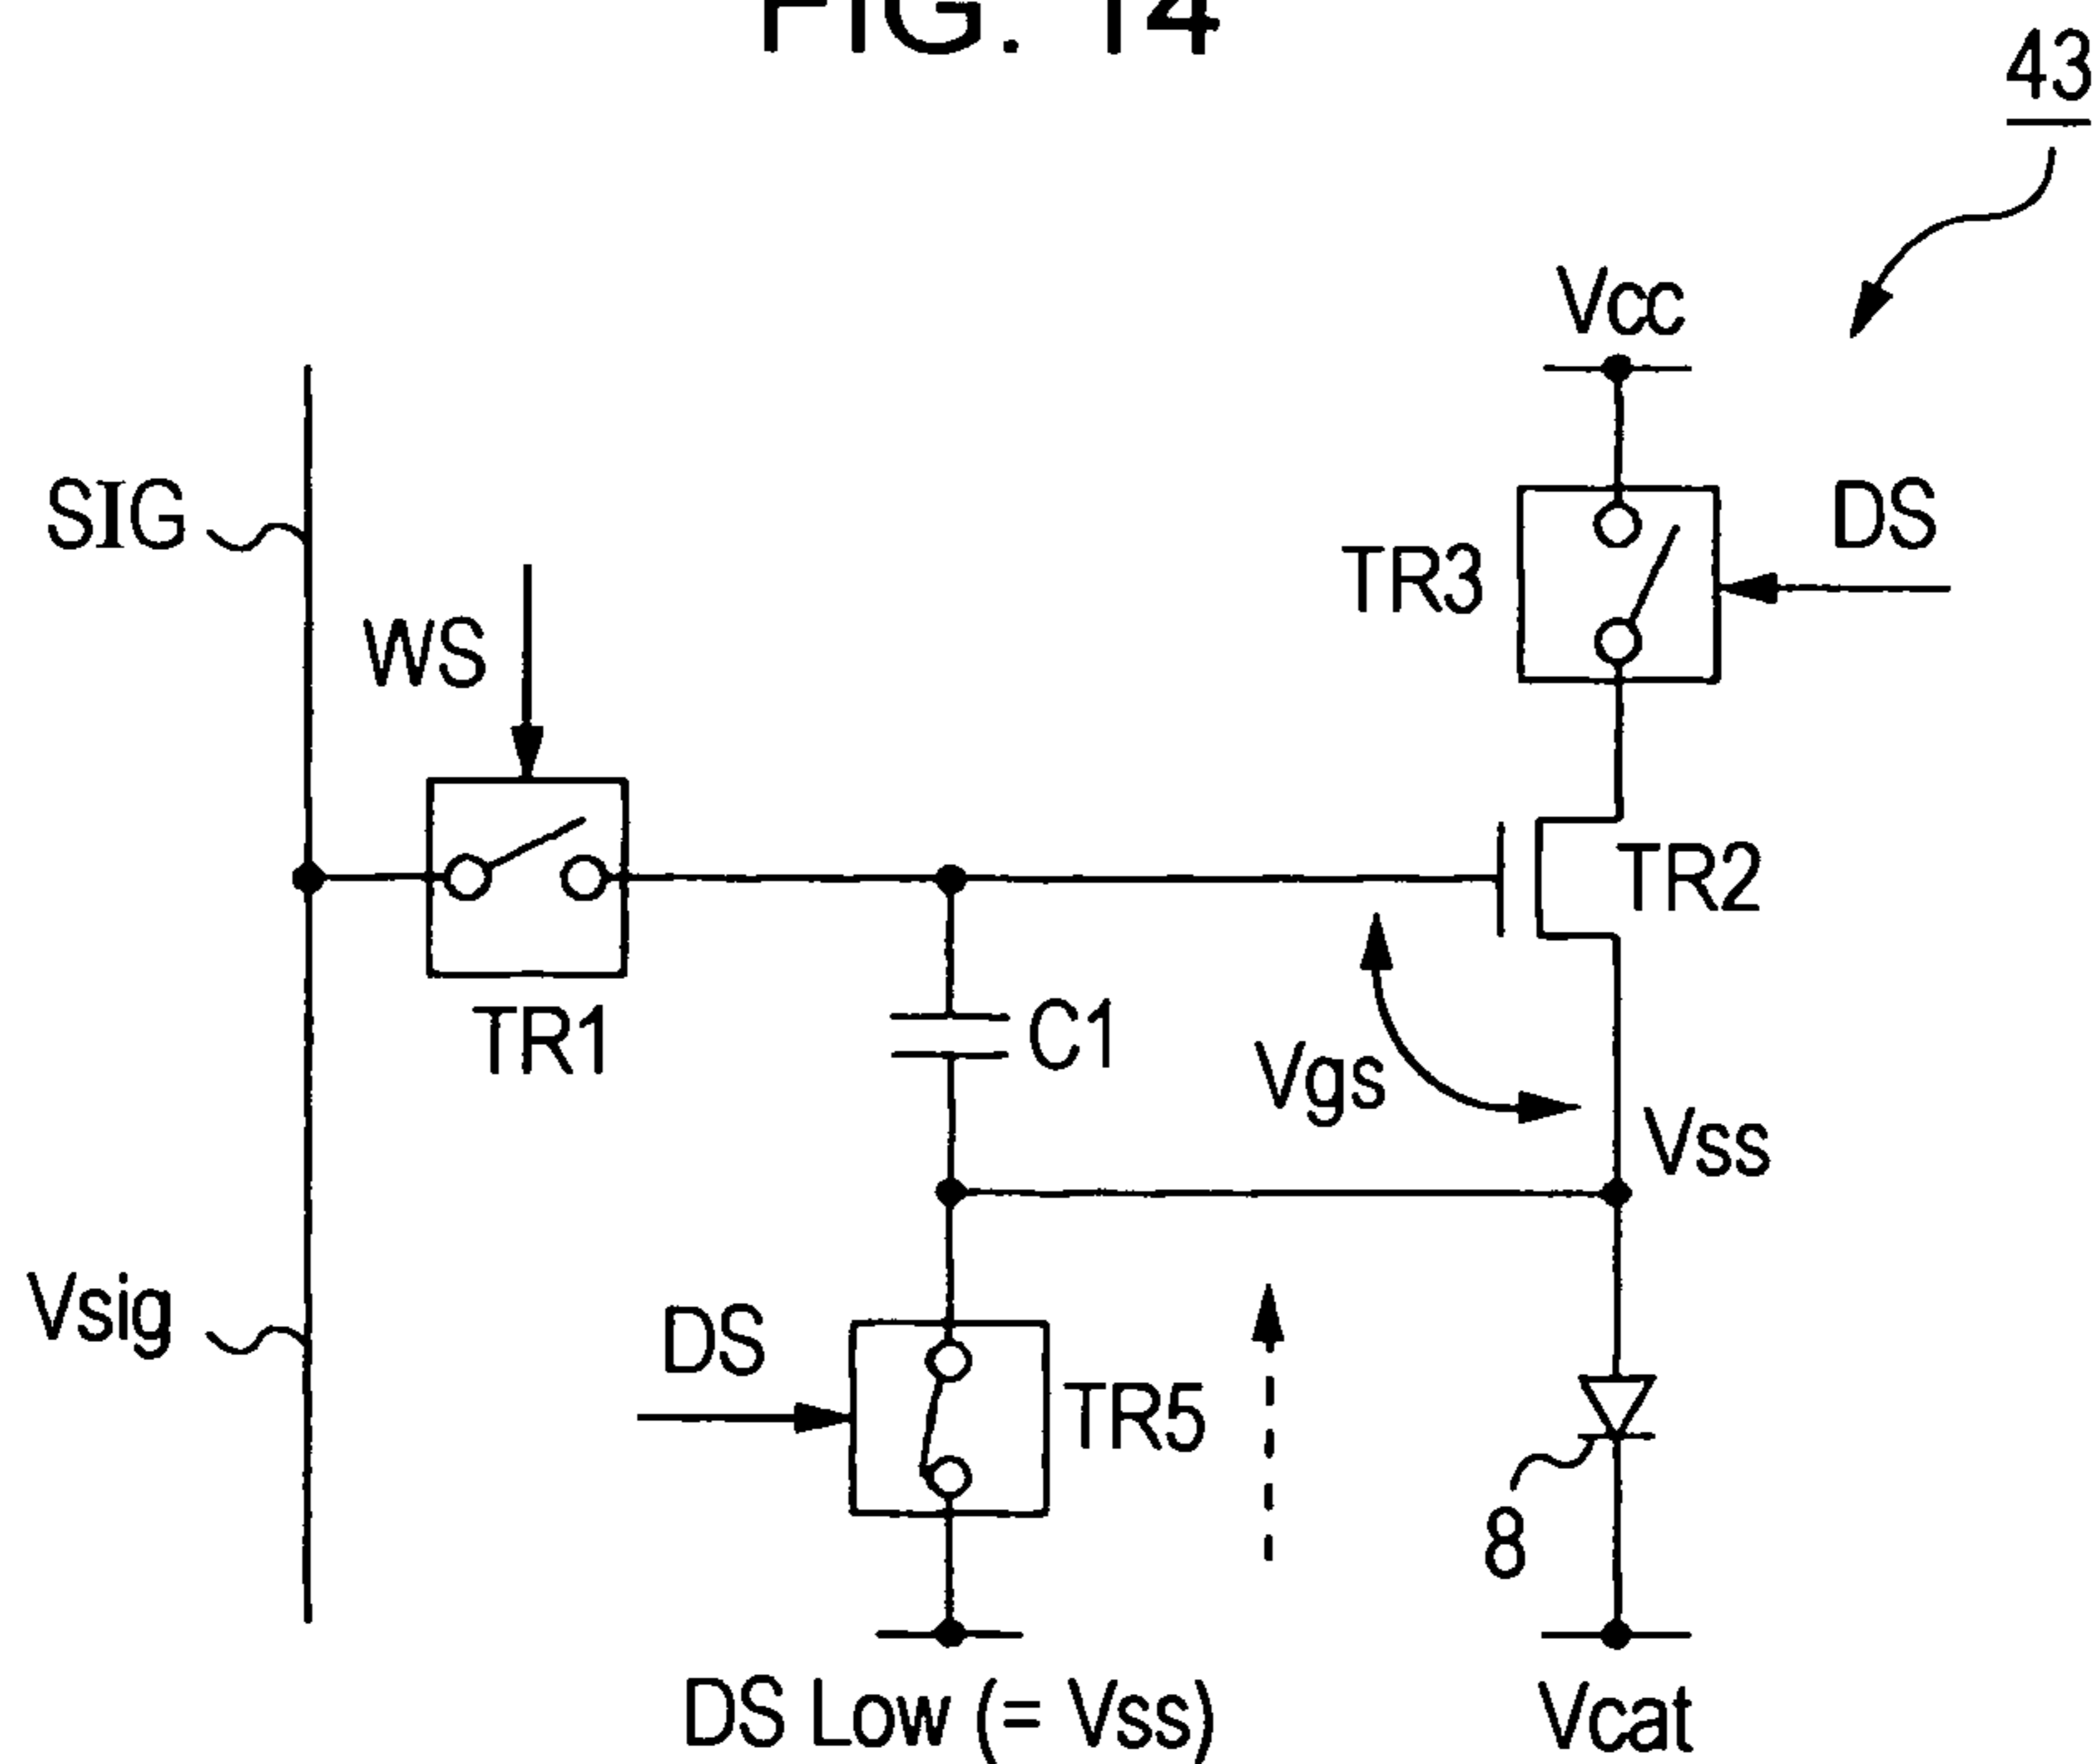 FIG. 14
43
Vcc
SIG
DS
TR3
WS
TR2
TR1
C1
Vgs
Vss
Vsig
DS
TR5
8
DS Low (= Vss)
Vcat